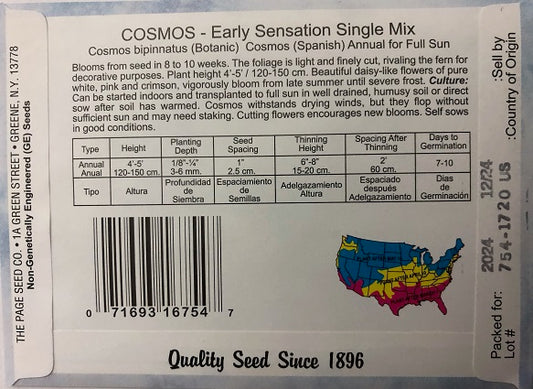 COSMOS - Early Sensation Single Mix
Cosmos bipinnatus (Botanic) Cosmos (Spanish) Annual for Full Sun
Blooms from seed in 8 to 10 weeks. The foliage is light and finely cut, rivaling the fern for
decorative purposes. Plant height 4'-5' / 120-150 cm. Beautiful daisy-like flowers of pure
white, pink and crimson, vigorously bloom from late summer until severe frost. Culture:
Can be started indoors and transplanted to full sun in well drained, humusy soil or direct
sow after soil has warmed. Cosmos withstands drying winds, but they flop without
sufficient sun and may need staking. Cutting flowers encourages new blooms. Self sows
in good conditions.
Type Height Planting Depth Seed Spacing Thinning Height Spacing After Thinning Days to Germination
Annual Anual 4'-5' 120-150 cm. 1/8"-¼" 3-6 mm. 1" 2.5 cm. 6"-8" 15-20 cm. 2' 60 cm. 7-10
Tipo Altura Profundidad de Siembra Espaciamiento de Semillas Adelgazamiento Altura Espaciado después Adelgazamiento Dias de Germinación
0 71693 16754 7
Quality Seed Since 1896
THE PAGE SEED CO. • 1A GREEN STREET • GREENE, N.Y. 13778
Non-Genetically Engineered (GE) Seeds
Packed for: 2024 12/24 :Sell by
Lot # 754-1720 US :Country of Origin